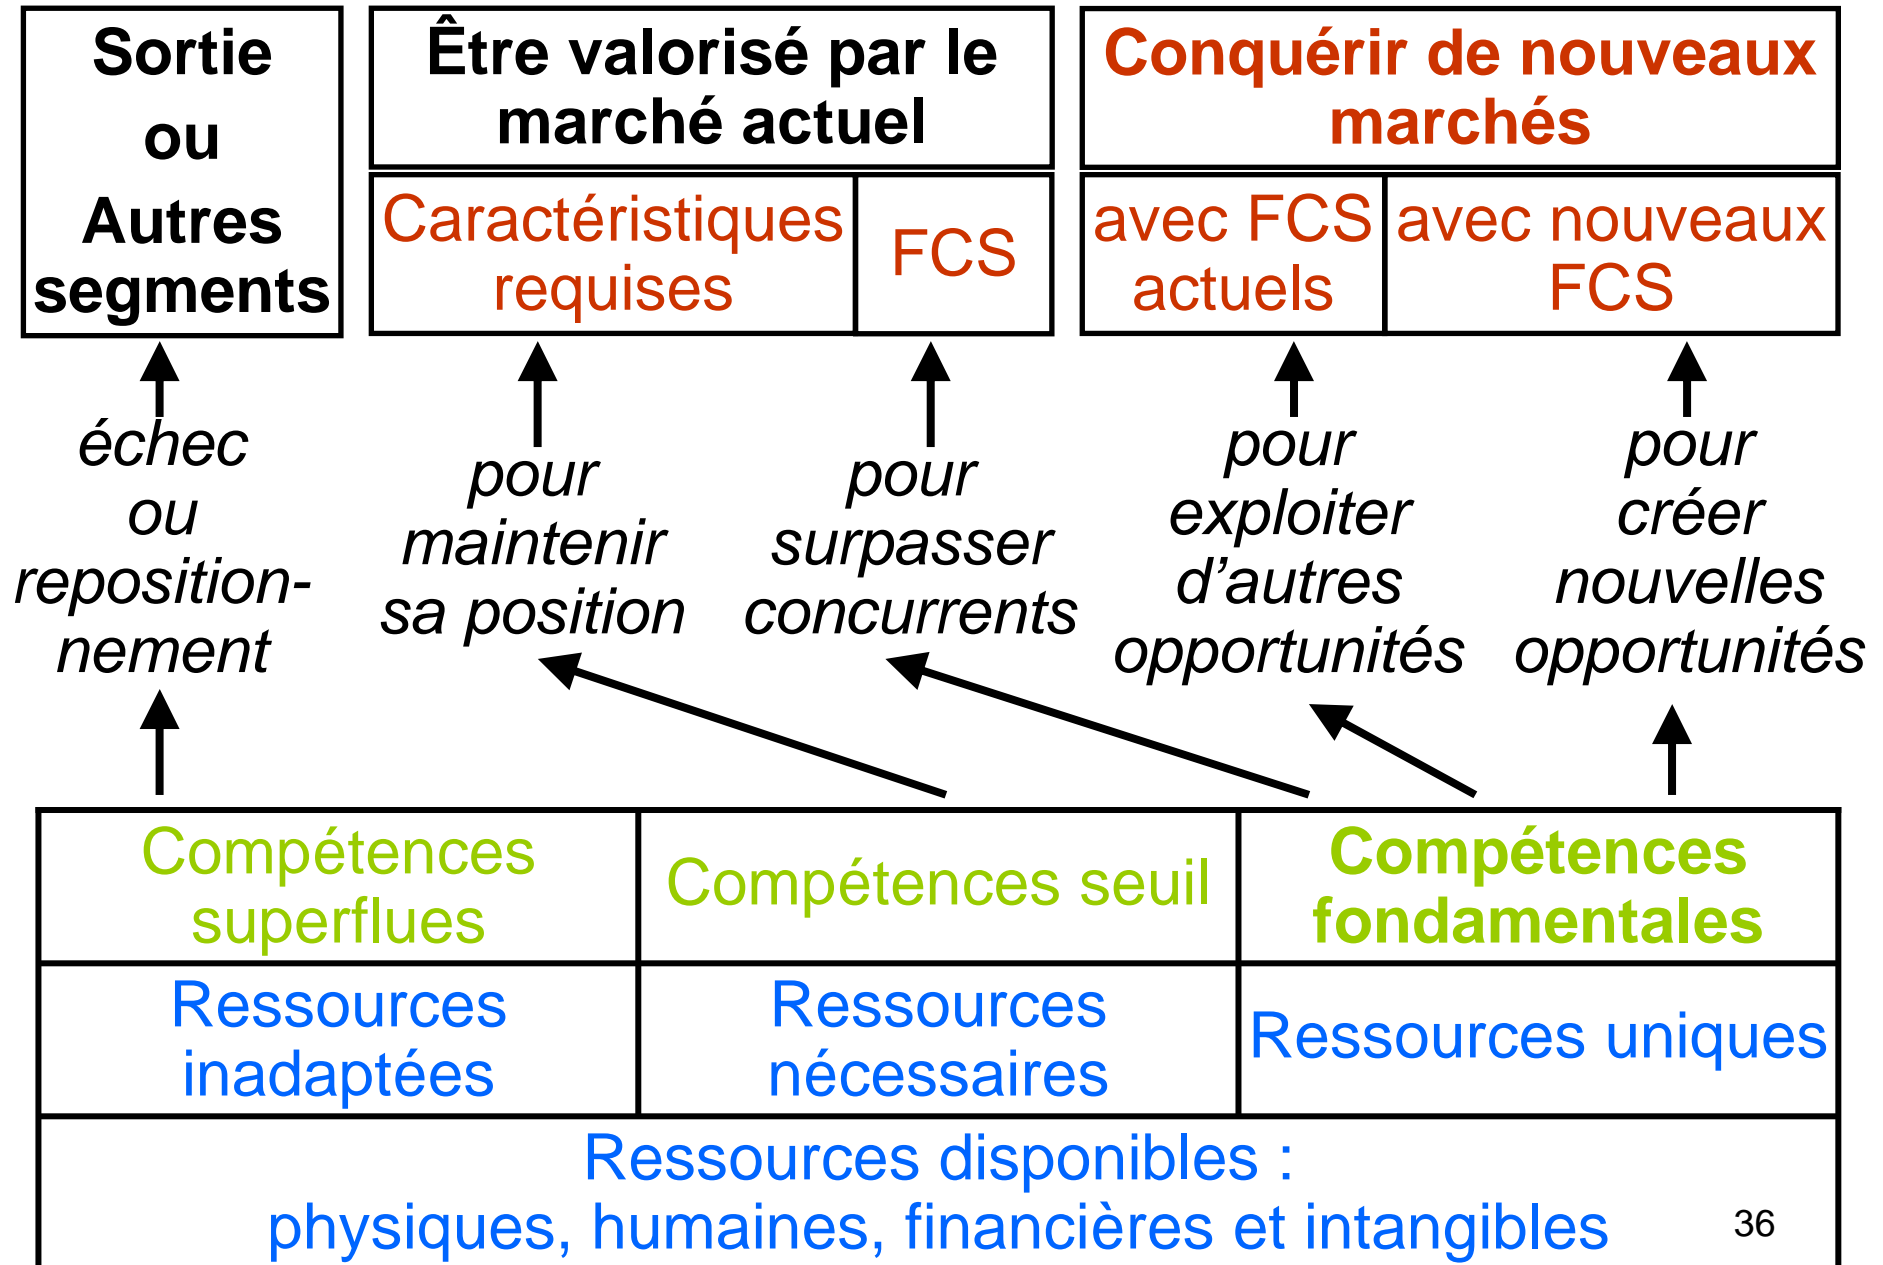 Sortie
ou
Autres
segments
Être valorisé par le
marché actuel
Caractéristiques
requises
FCS
Conquérir de nouveaux
marchés
avec FCS
actuels
avec nouveaux
FCS
échec
ou
reposition-
nement
pour
maintenir
sa position
pour
surpasser
concurrents
pour
exploiter
d’autres
opportunités
pour
créer
nouvelles
opportunités
Compétences
superflues
Compétences seuil
Compétences
fondamentales
Ressources
inadaptées
Ressources
nécessaires
Ressources uniques
Ressources disponibles :
physiques, humaines, financières et intangibles
36